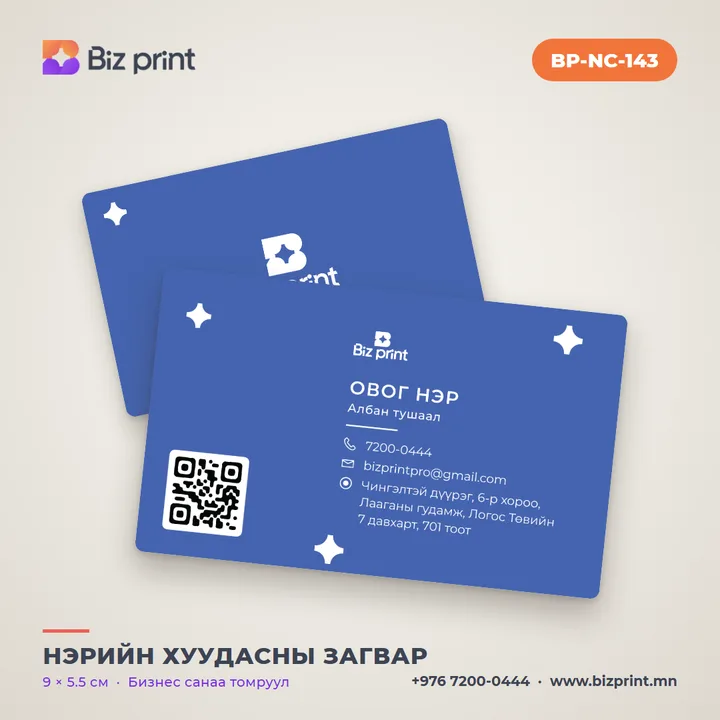 Biz print
BP-NC-143
print
Biz print
ОВОГ НЭР
Албан тушаал
7200-0444
bizprintpro@gmail.com
Чингэлтэй дүүрэг, 6-р хороо,
Лааганы гудамж, Логос Төвийн
7 давхарт, 701 тоот
НЭРИЙН ХУУДАСНЫ ЗАГВАР
9 × 5.5 см · Бизнес санаа томруул
+976 7200-0444 · www.bizprint.mn